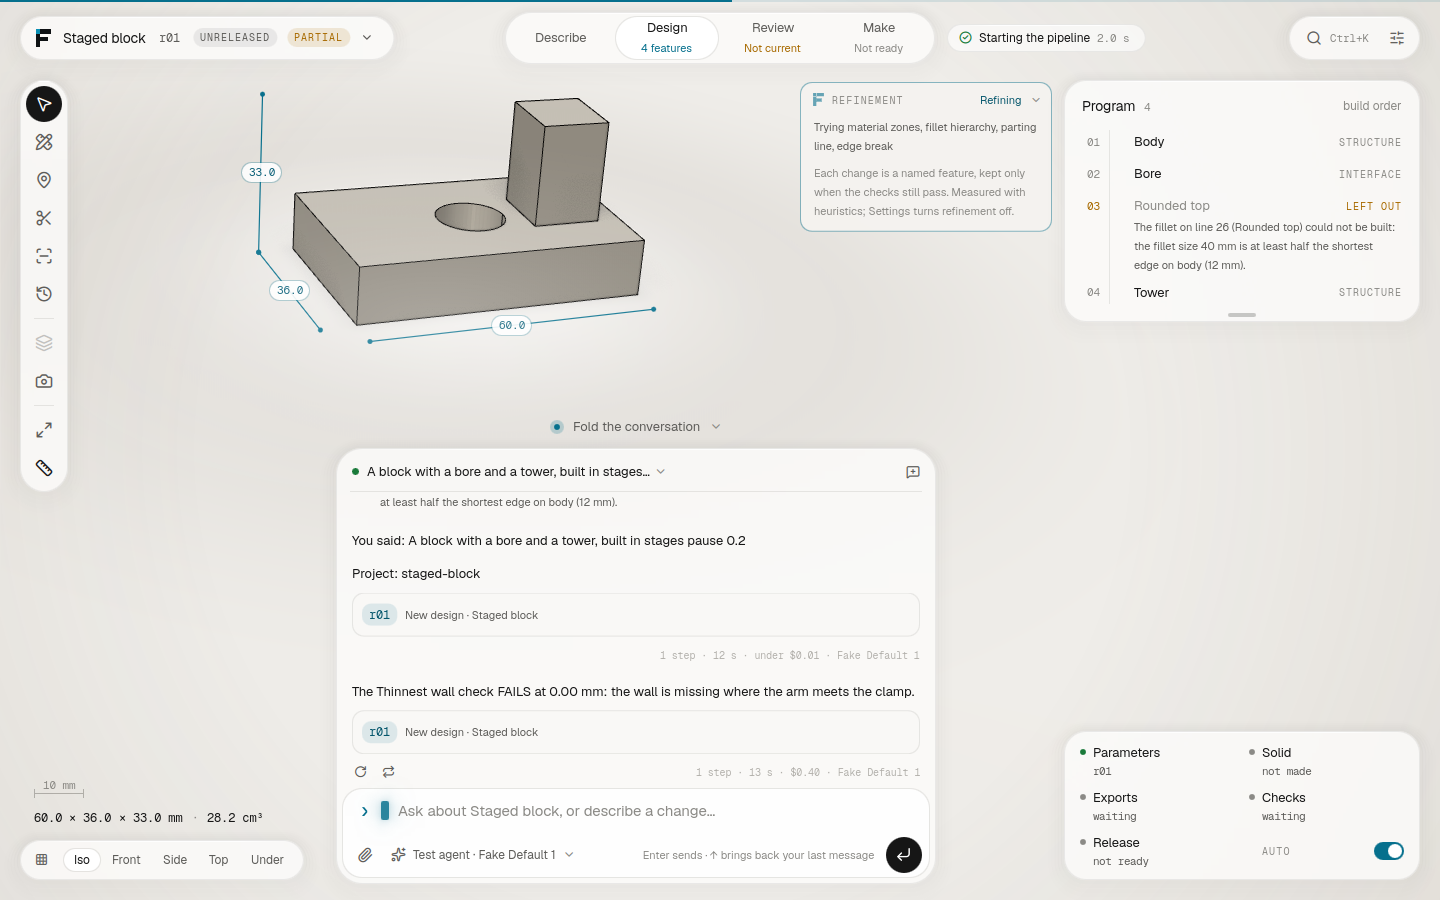 Staged block r01 UNRELEASED PARTIAL
Describe
Design
4 features
Review
Not current
Make
Not ready
Starting the pipeline 2.0 s
Ctrl+K
REFINEMENT Refining
Trying material zones, fillet hierarchy, parting
line, edge break
Each change is a named feature, kept only
when the checks still pass. Measured with
heuristics; Settings turns refinement off.
Program 4 build order
01 Body STRUCTURE
02 Bore INTERFACE
03 Rounded top LEFT OUT
The fillet on line 26 (Rounded top) could not be built:
the fillet size 40 mm is at least half the shortest
edge on body (12 mm).
04 Tower STRUCTURE
33.0
36.0
60.0
Fold the conversation
A block with a bore and a tower, built in stages…
at least half the shortest edge on body (12 mm).
You said: A block with a bore and a tower, built in stages pause 0.2
Project: staged-block
r01 New design · Staged block
1 step · 12 s · under $0.01 · Fake Default 1
The Thinnest wall check FAILS at 0.00 mm: the wall is missing where the arm meets the clamp.
r01 New design · Staged block
1 step · 13 s · $0.40 · Fake Default 1
Ask about Staged block, or describe a change…
Test agent · Fake Default 1
Enter sends · ↑ brings back your last message
10 mm
60.0 × 36.0 × 33.0 mm · 28.2 cm³
Iso Front Side Top Under
Parameters
r01
Solid
not made
Exports
waiting
Checks
waiting
Release
not ready
AUTO